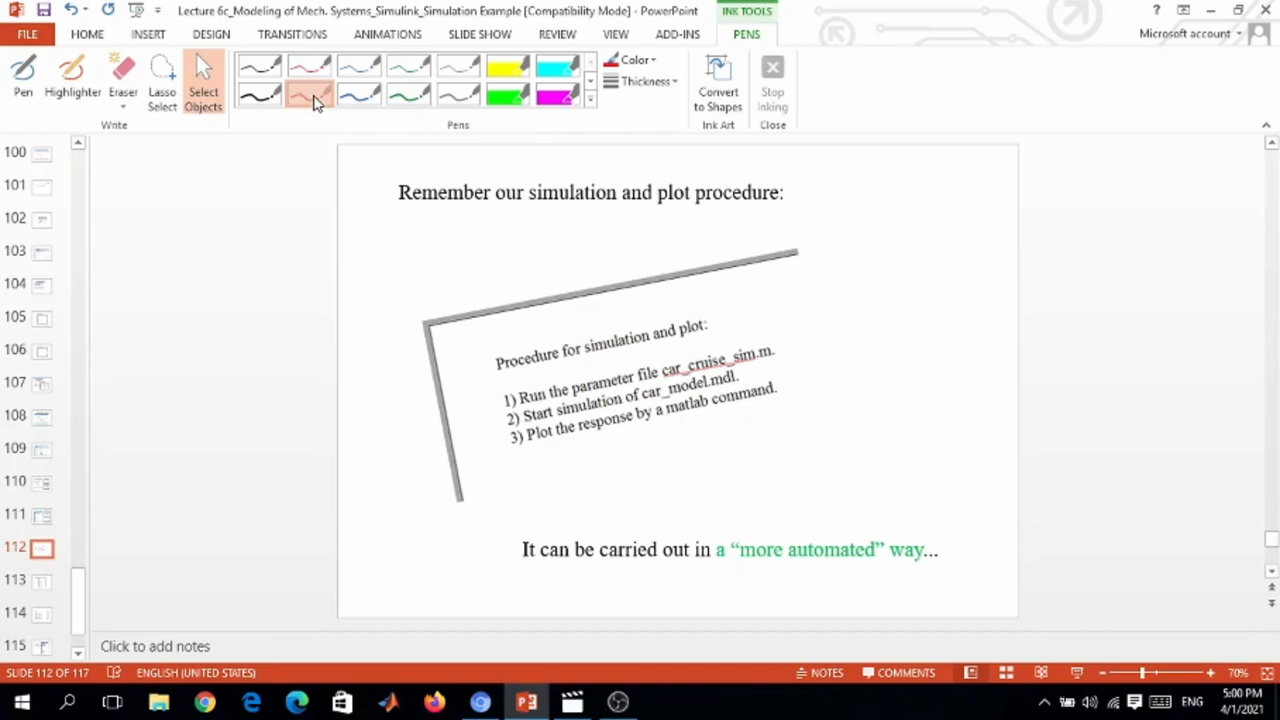 Lecture 6c_Modeling of Mech. Systems_Simulink_Simulation Example [Compatibility Mode] - PowerPoint
INK TOOLS
?
FILE
HOME
INSERT
DESIGN
TRANSITIONS
ANIMATIONS
SLIDE SHOW
REVIEW
VIEW
ADD-INS
PENS
Microsoft account
Pen
Highlighter
Eraser
Lasso
Select
Select
Objects
Color
Thickness
Convert
to Shapes
Stop
Inking
Write
Pens
Ink Art
Close
100
101
102
103
104
105
106
107
108
109
110
111
112
113
114
115
Remember our simulation and plot procedure:
Procedure for simulation and plot:
1) Run the parameter file car_cruise_sim.m.
2) Start simulation of car_model.mdl.
3) Plot the response by a matlab command.
It can be carried out in a “more automated” way...
Click to add notes
SLIDE 112 OF 117
ENGLISH (UNITED STATES)
NOTES
COMMENTS
70%
ENG
5:00 PM
4/1/2021